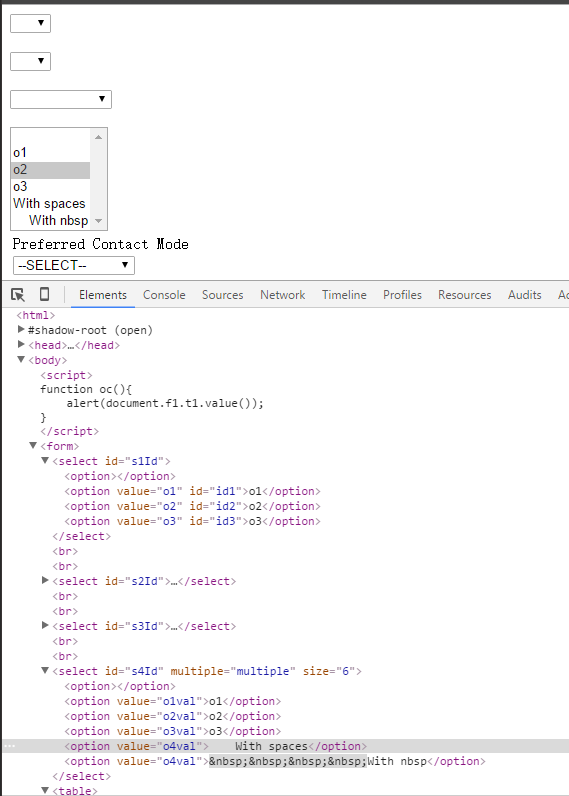 o1
o2
o3
With spaces
With nbsp
Preferred Contact Mode
--SELECT--
Elements Console Sources Network Timeline Profiles Resources Audits
<html>
#shadow-root (open)
<head>…</head>
<body>
<script>
function oc(){
alert(document.f1.t1.value());
}
</script>
<form>
<select id="s1Id">
<option></option>
<option value="o1" id="id1">o1</option>
<option value="o2" id="id2">o2</option>
<option value="o3" id="id3">o3</option>
</select>
<br>
<br>
<select id="s2Id">…</select>
<br>
<br>
<select id="s3Id">…</select>
<br>
<br>
<select id="s4Id" multiple="multiple" size="6">
<option></option>
<option value="o1val">o1</option>
<option value="o2val">o2</option>
<option value="o3val">o3</option>
… <option value="o4val">    With spaces</option>
<option value="o4val">&nbsp;&nbsp;&nbsp;&nbsp;With nbsp</option>
</select>
<table>